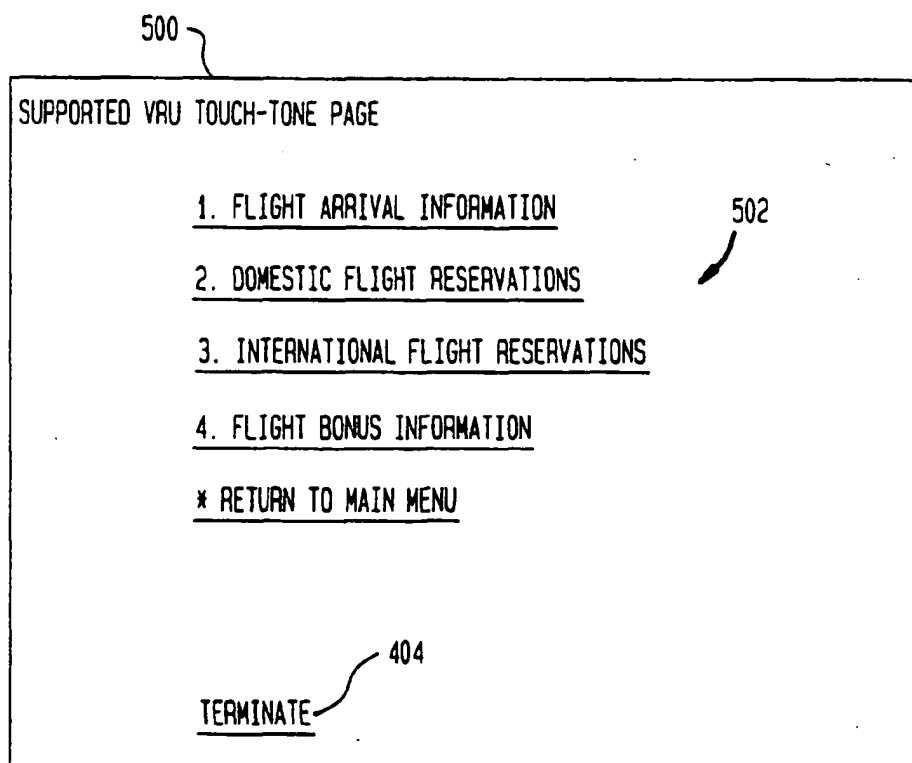 500
SUPPORTED VRU TOUCH-TONE PAGE
1. FLIGHT ARRIVAL INFORMATION
502
2. DOMESTIC FLIGHT RESERVATIONS
3. INTERNATIONAL FLIGHT RESERVATIONS
4. FLIGHT BONUS INFORMATION
* RETURN TO MAIN MENU
404
TERMINATE